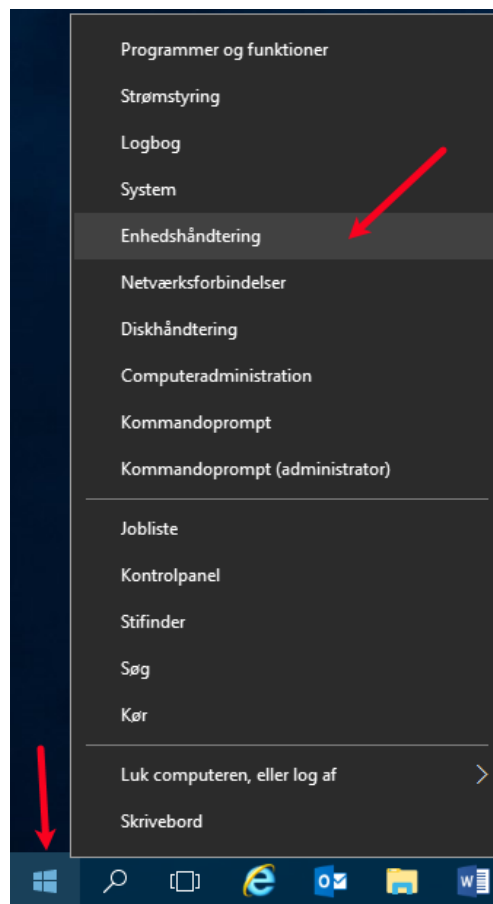 Programmer og funktioner
Strømstyring
Logbog
System
Enhedshåndtering
Netværksforbindelser
Diskhåndtering
Computeradministration
Kommandoprompt
Kommandoprompt (administrator)
Jobliste
Kontrolpanel
Stifinder
Søg
Kør
Luk computeren, eller log af
Skrivebord